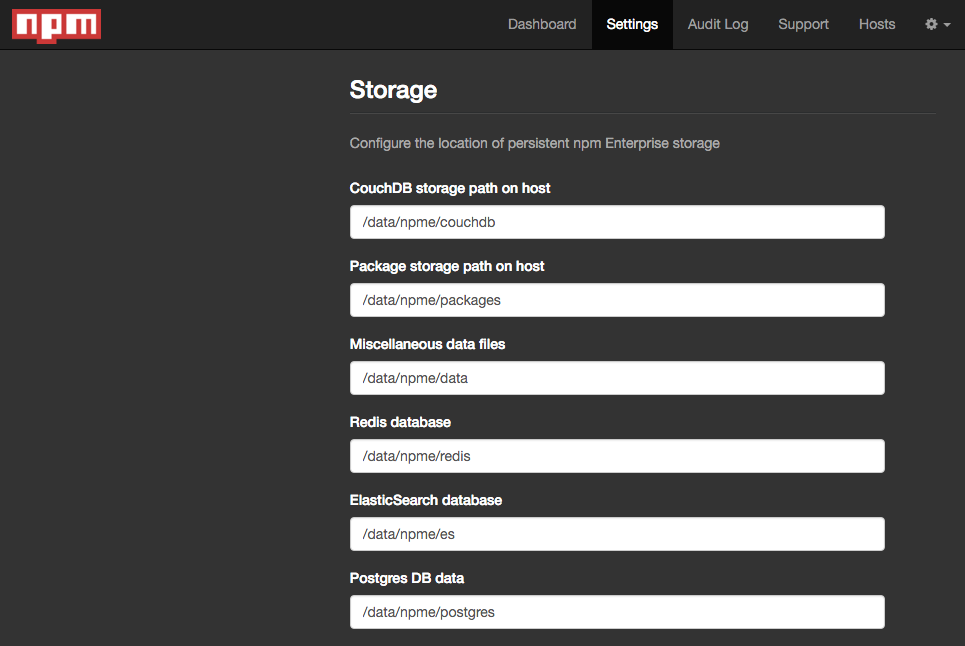 npm
Dashboard Settings Audit Log Support Hosts
Storage
Configure the location of persistent npm Enterprise storage
CouchDB storage path on host
/data/npme/couchdb
Package storage path on host
/data/npme/packages
Miscellaneous data files
/data/npme/data
Redis database
/data/npme/redis
ElasticSearch database
/data/npme/es
Postgres DB data
/data/npme/postgres